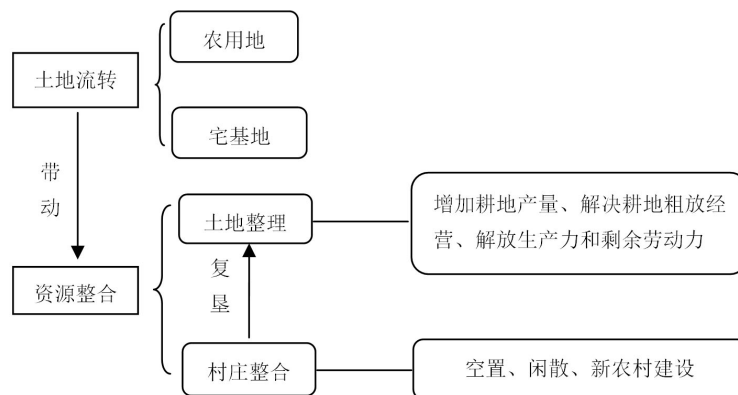 农用地
土地流转
宅基地
带
动
土地整理
增加耕地产量、解决耕地粗放经
营、解放生产力和剩余劳动力
复
垦
资源整合
村庄整合
空置、闲散、新农村建设